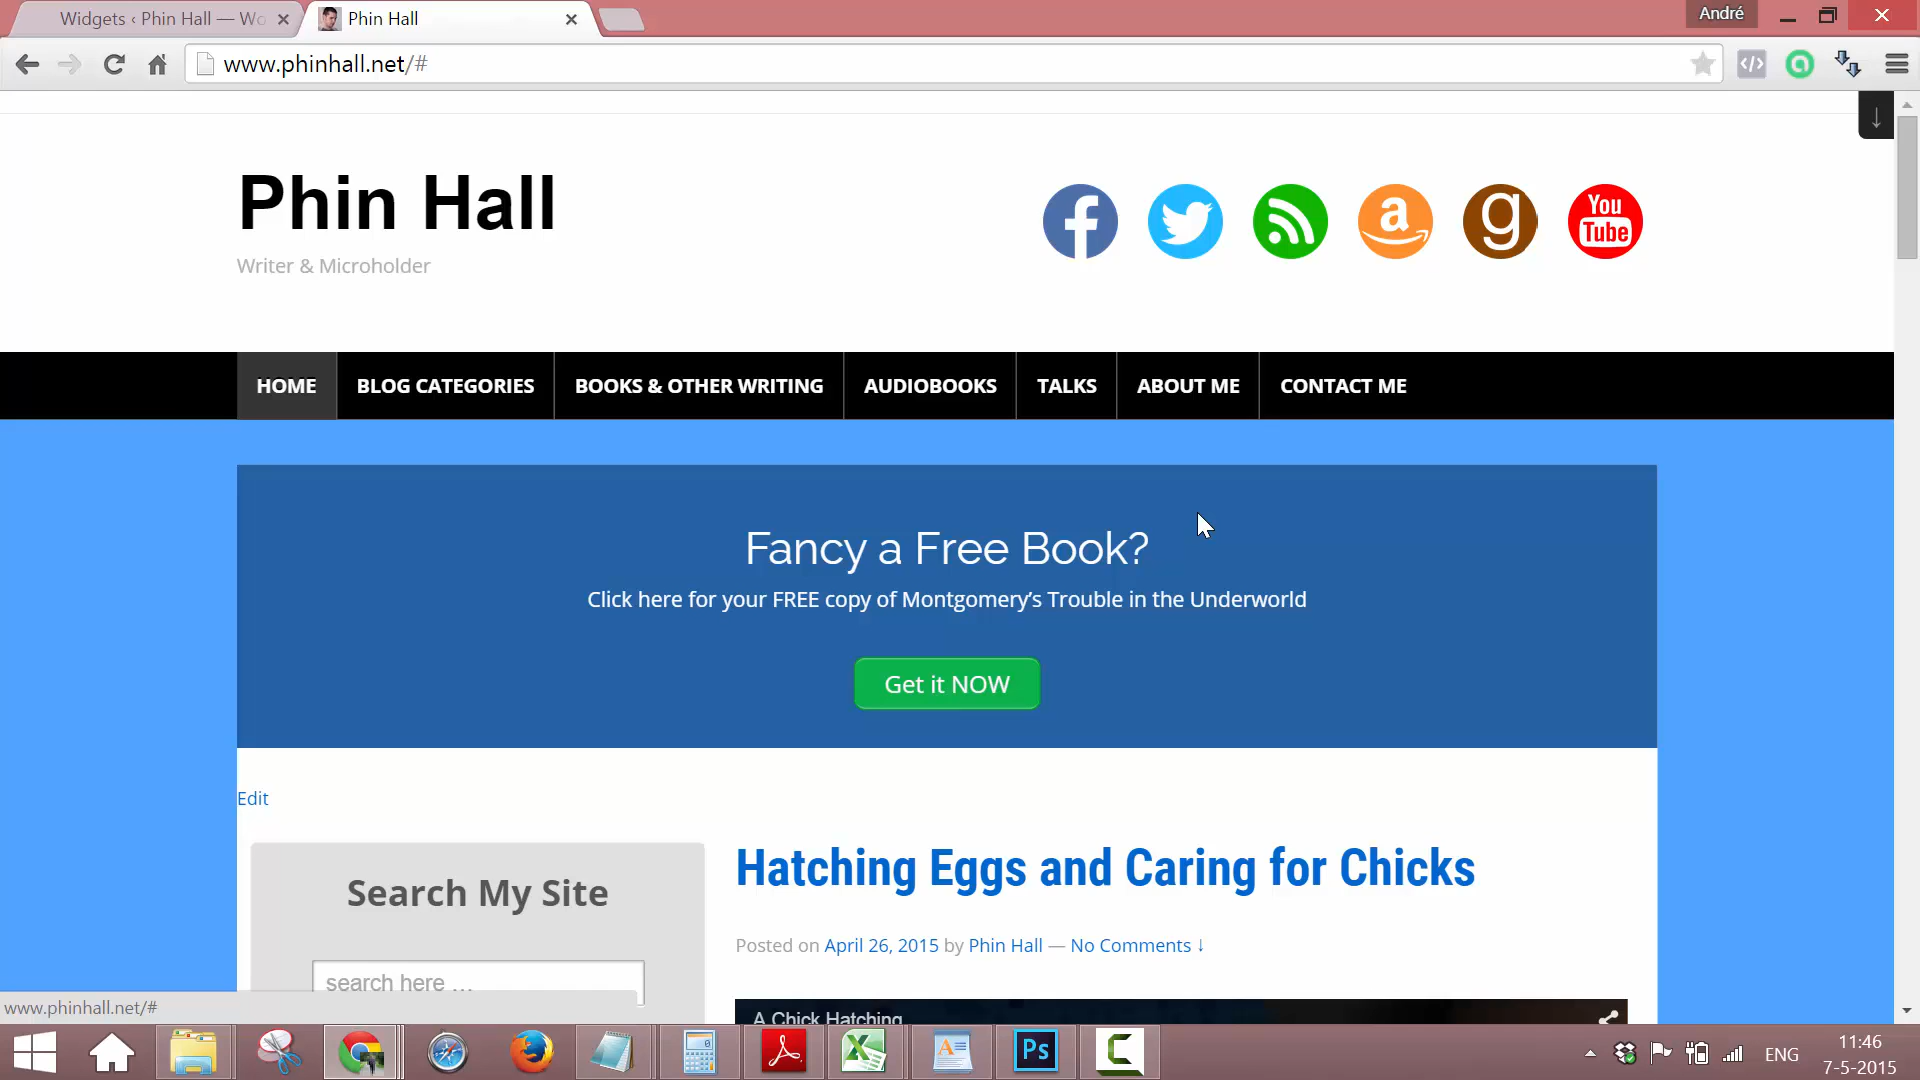 Widgets ‹ Phin Hall — Wo
Phin Hall
André
www.phinhall.net/#
Phin Hall
Writer & Microholder
You
Tube
HOME
BLOG CATEGORIES
BOOKS & OTHER WRITING
AUDIOBOOKS
TALKS
ABOUT ME
CONTACT ME
Fancy a Free Book?
Click here for your FREE copy of Montgomery’s Trouble in the Underworld
Get it NOW
Edit
Search My Site
search here …
Hatching Eggs and Caring for Chicks
Posted on April 26, 2015 by Phin Hall — No Comments ↓
A Chick Hatching
www.phinhall.net/#
Ps
ENG
11:46
7-5-2015